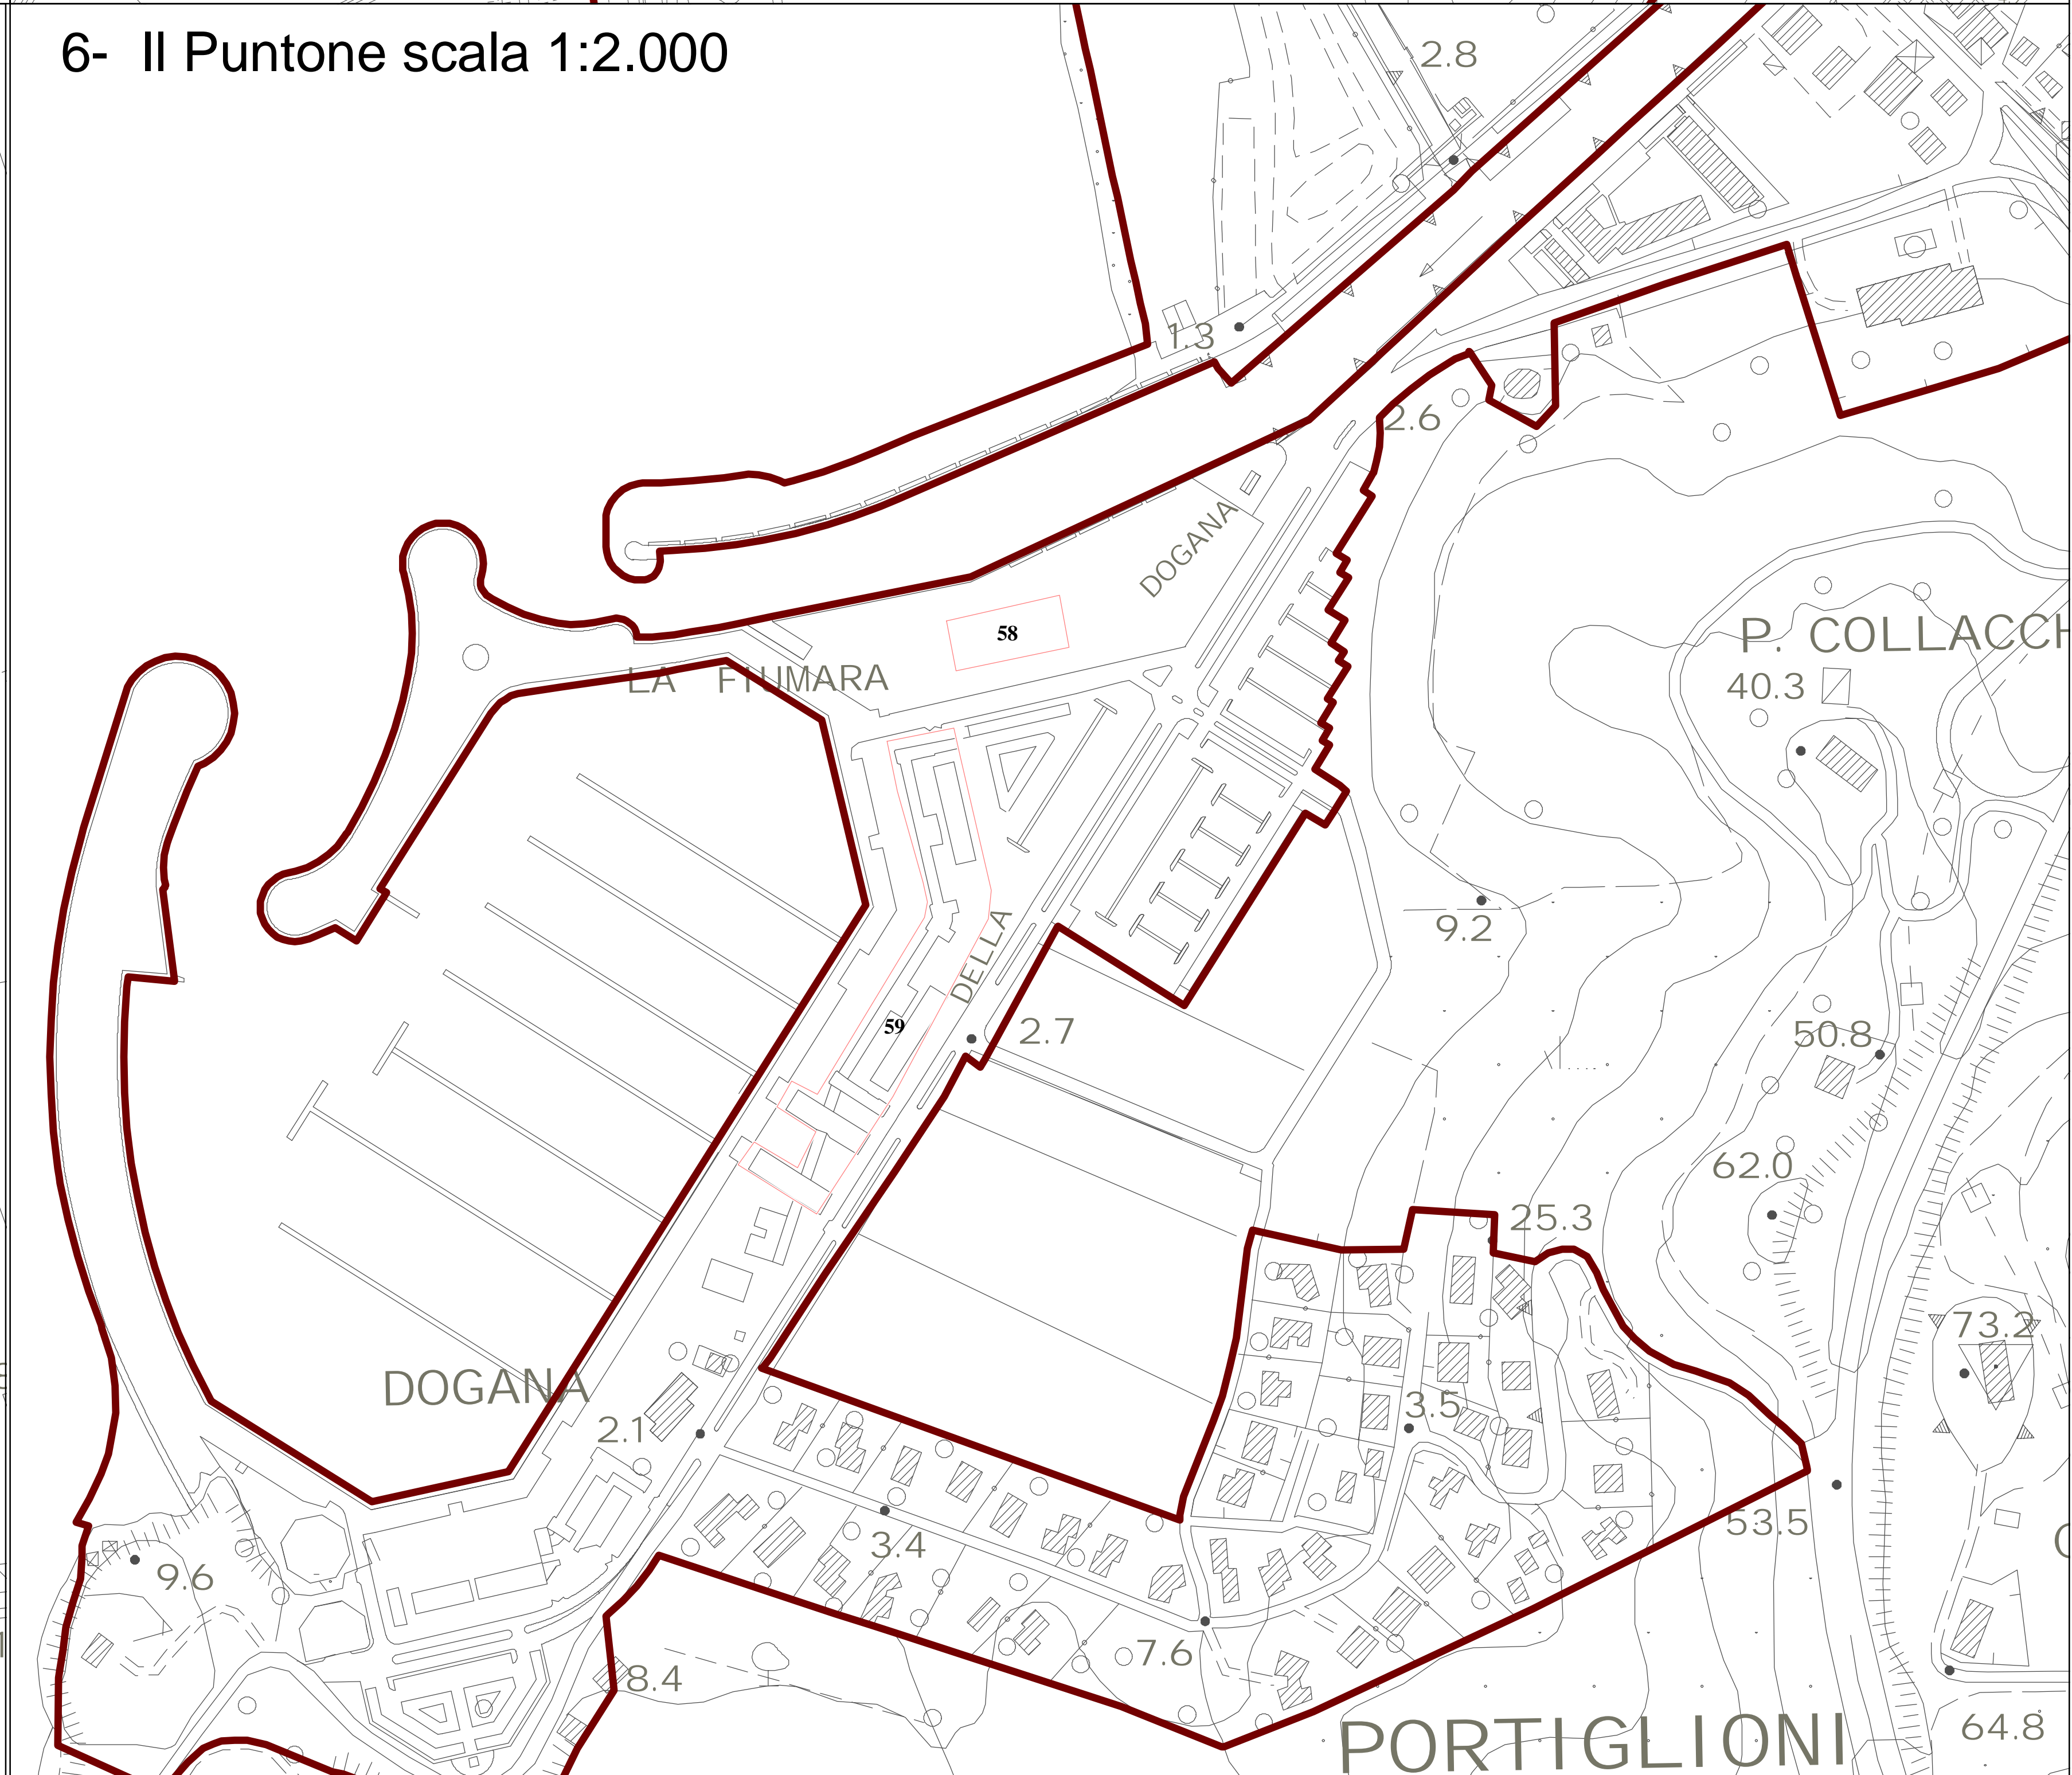 6- Il Puntone scala 1:2.000
2.8
1.3
2.6
DOGANA
58
P. COLLACCH
LA FIUMARA
40.3
9.2
DELLA
59
2.7
50.8
62.0
25.3
73.2
DOGANA
3.5
2.1
53.5
3.4
9.6
7.6
8.4
PORTIGLIONI
64.8